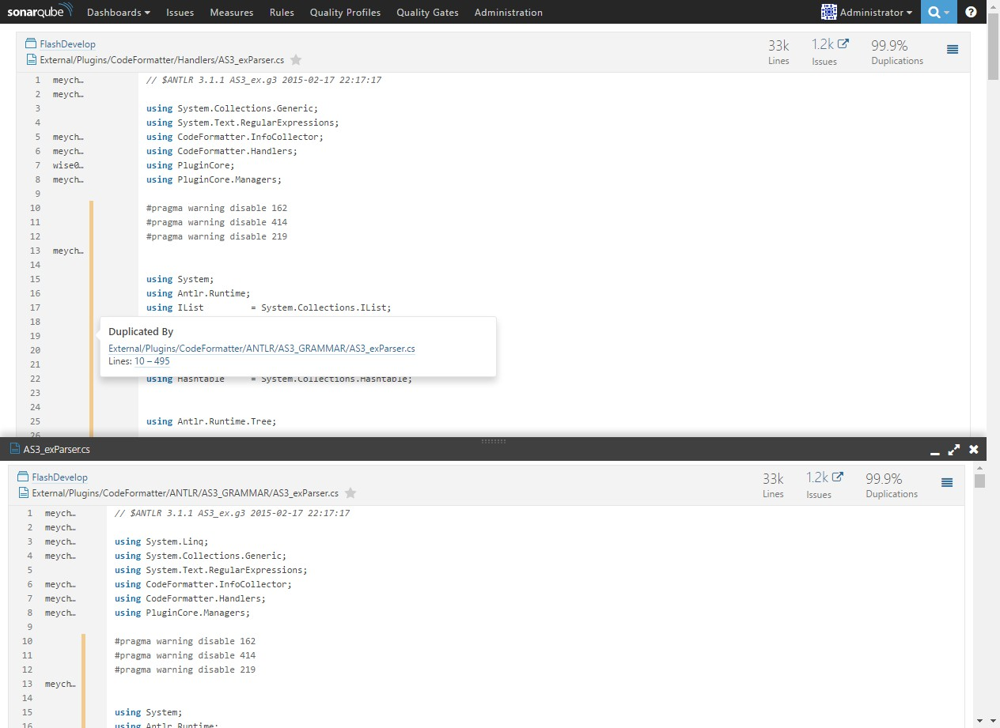 sonarqube Dashboards Issues Measures Rules Quality Profiles Quality Gates Administration Administrator ?
FlashDevelop
External/Plugins/CodeFormatter/Handlers/AS3_exParser.cs
33k Lines
1.2k Issues
99.9% Duplications
1 meych… // $ANTLR 3.1.1 AS3_ex.g3 2015-02-17 22:17:17
2 meych…
3 using System.Collections.Generic;
4 using System.Text.RegularExpressions;
5 meych… using CodeFormatter.InfoCollector;
6 meych… using CodeFormatter.Handlers;
7 wise0… using PluginCore;
8 meych… using PluginCore.Managers;
9
10 #pragma warning disable 162
11 #pragma warning disable 414
12 #pragma warning disable 219
13 meych…
14
15 using System;
16 using Antlr.Runtime;
17 using IList = System.Collections.IList;
18
19
20
21
Duplicated By
External/Plugins/CodeFormatter/ANTLR/AS3_GRAMMAR/AS3_exParser.cs
Lines: 10 – 495
22 using Hashtable = System.Collections.Hashtable;
23
24
25 using Antlr.Runtime.Tree;
26
AS3_exParser.cs
FlashDevelop
External/Plugins/CodeFormatter/ANTLR/AS3_GRAMMAR/AS3_exParser.cs
33k Lines
1.2k Issues
99.9% Duplications
1 meych… // $ANTLR 3.1.1 AS3_ex.g3 2015-02-17 22:17:17
2 meych…
3 meych… using System.Linq;
4 meych… using System.Collections.Generic;
5 using System.Text.RegularExpressions;
6 meych… using CodeFormatter.InfoCollector;
7 meych… using CodeFormatter.Handlers;
8 meych… using PluginCore.Managers;
9
10 #pragma warning disable 162
11 #pragma warning disable 414
12 #pragma warning disable 219
13 meych…
14
15 using System;
16 using Antlr.Runtime;